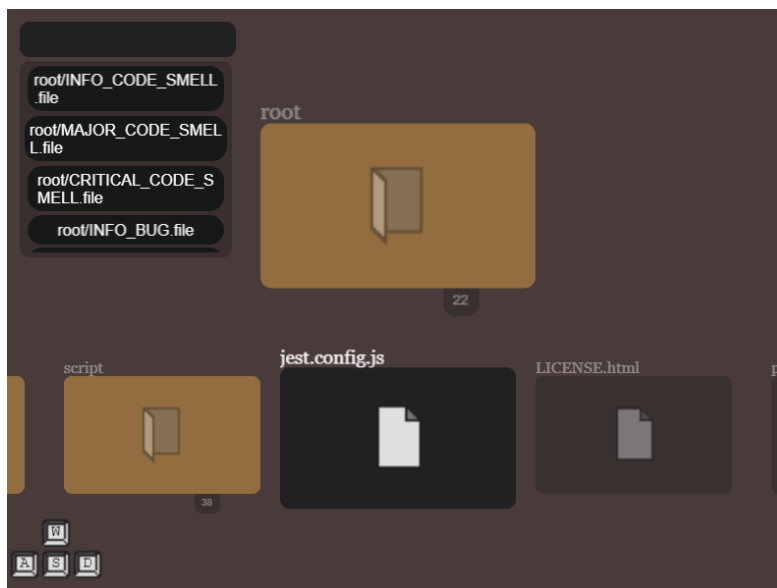 root/INFO_CODE_SMELL
.file
root/MAJOR_CODE_SMEL
L.file
root/CRITICAL_CODE_S
MELL.file
root/INFO_BUG.file
root
22
script
jest.config.js
LICENSE.html
38
W
A S D